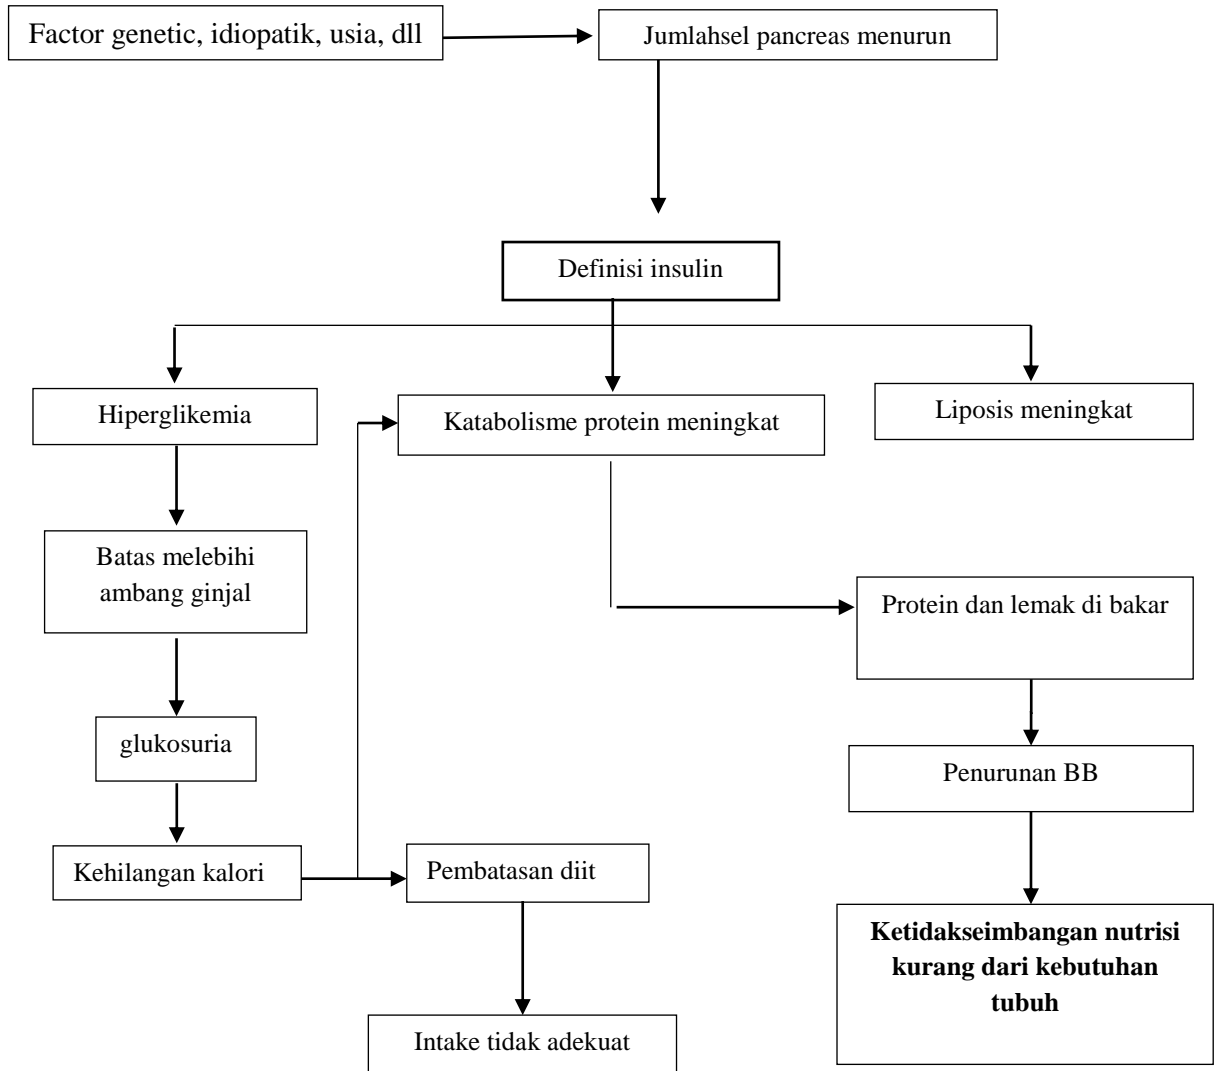 Factor genetic, idiopatik, usia, dll
Jumlahsel pancreas menurun
Definisi insulin
Hiperglikemia
Katabolisme protein meningkat
Liposis meningkat
Batas melebihi
ambang ginjal
Protein dan lemak di bakar
glukosuria
Penurunan BB
Kehilangan kalori
Pembatasan diit
Ketidakseimbangan nutrisi
kurang dari kebutuhan
tubuh
Intake tidak adekuat